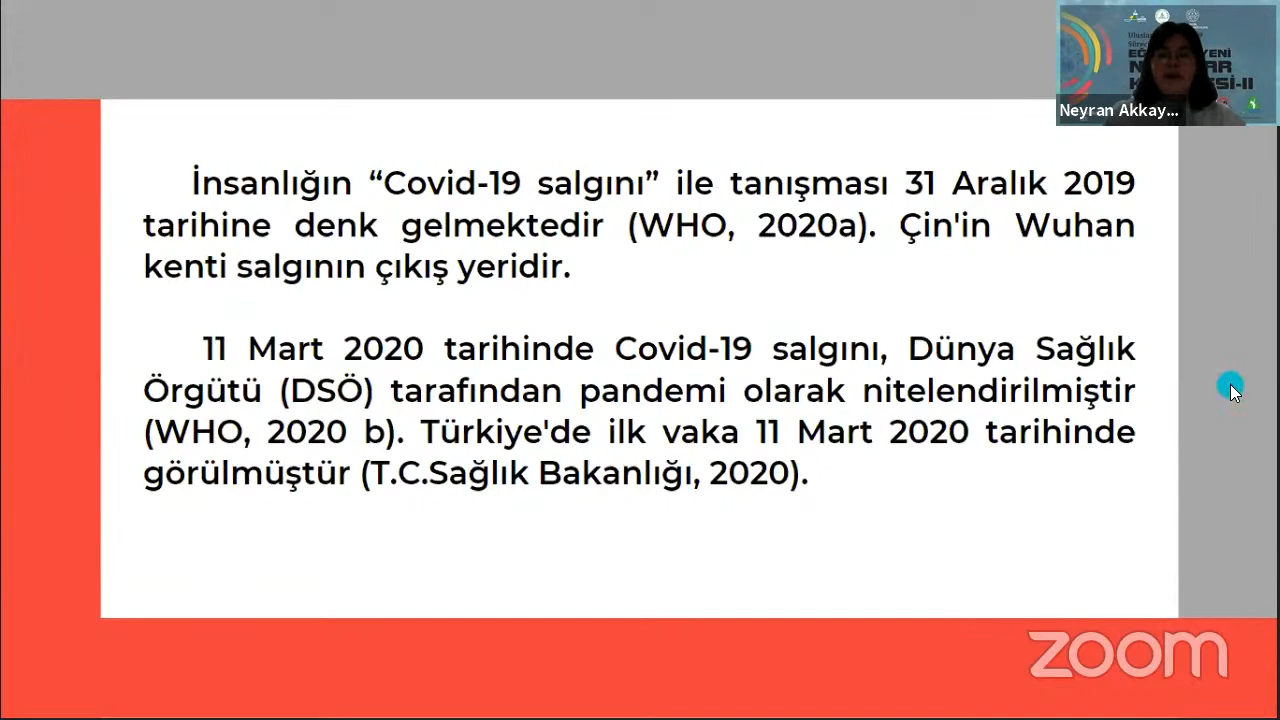 İnsanlığın “Covid-19 salgını” ile tanışması 31 Aralık 2019
tarihine denk gelmektedir (WHO, 2020a). Çin'in Wuhan
kenti salgının çıkış yeridir.
11 Mart 2020 tarihinde Covid-19 salgını, Dünya Sağlık
Örgütü (DSÖ) tarafından pandemi olarak nitelendirilmiştir
(WHO, 2020 b). Türkiye'de ilk vaka 11 Mart 2020 tarihinde
görülmüştür (T.C.Sağlık Bakanlığı, 2020).
Neyran Akkay...
zoom